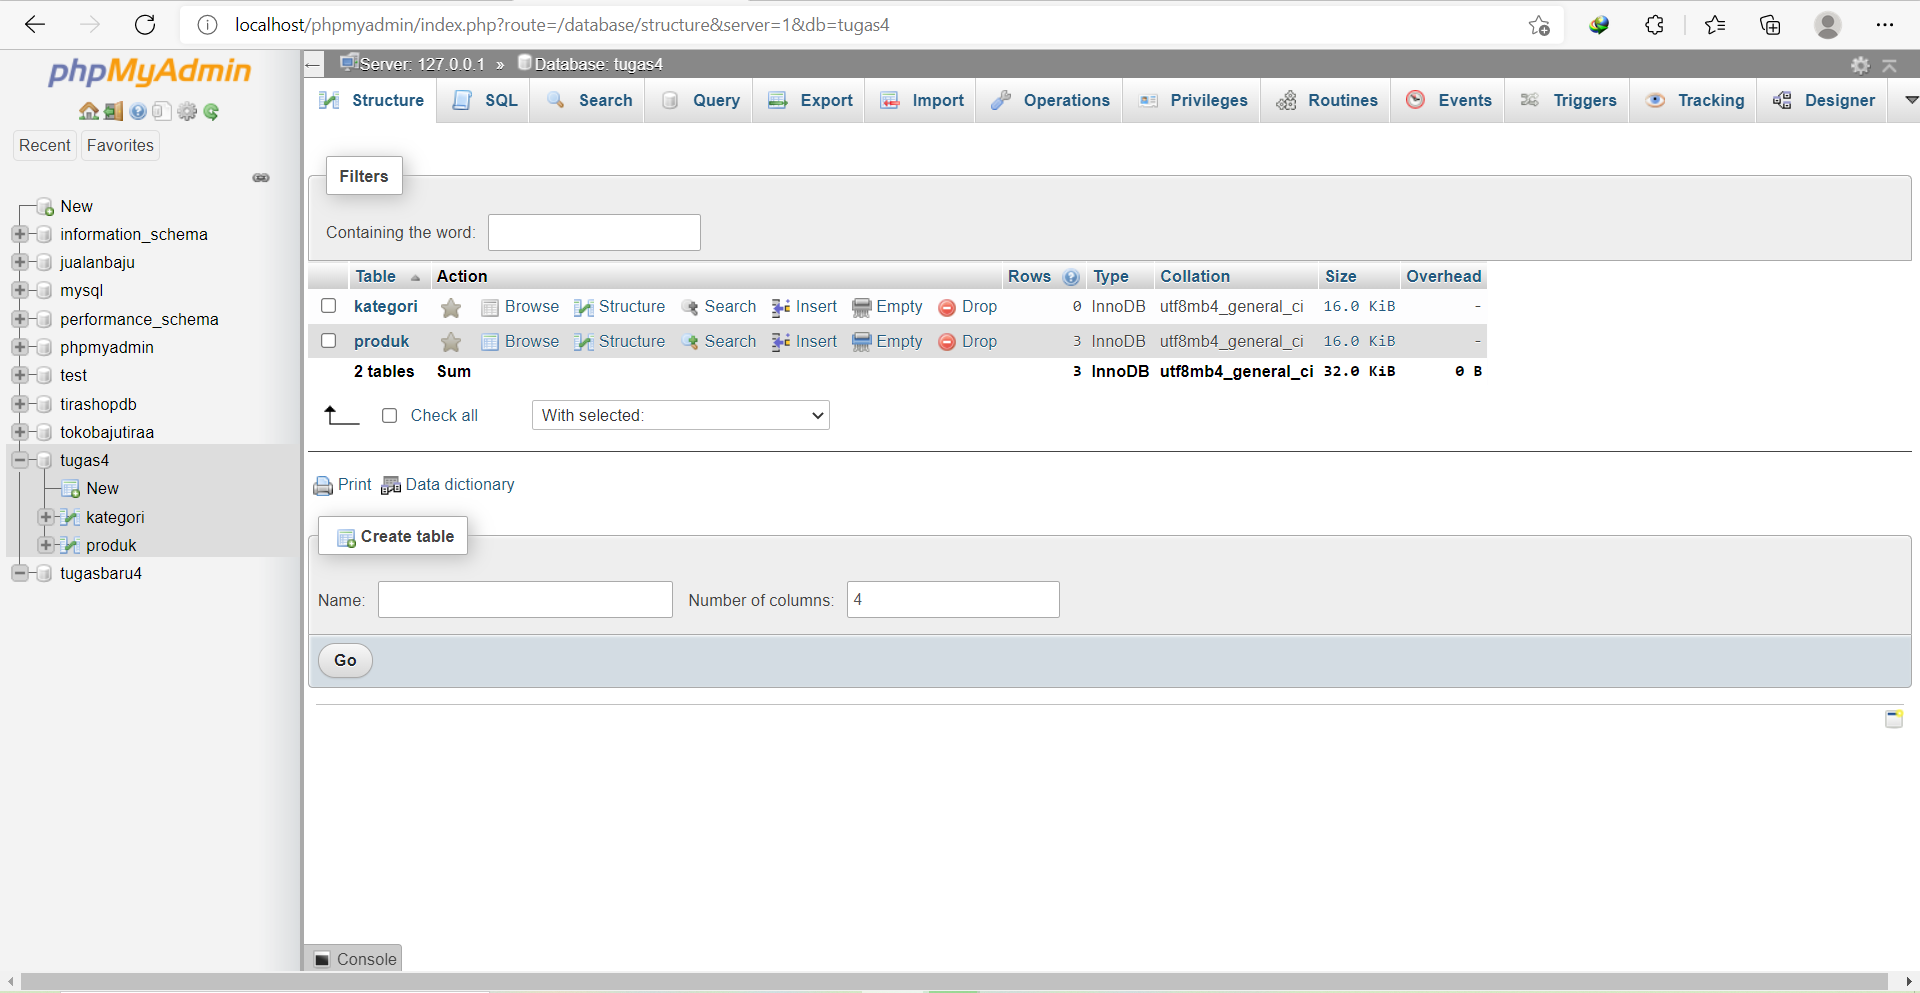 localhost/phpmyadmin/index.php?route=/database/structure&server=1&db=tugas4
phpMyAdmin
Recent Favorites
New
information_schema
jualanbaju
mysql
performance_schema
phpmyadmin
test
tirashopdb
tokobajutiraa
tugas4
New
kategori
produk
tugasbaru4
Server: 127.0.0.1 » Database: tugas4
Structure SQL Search Query Export Import Operations Privileges Routines Events Triggers Tracking Designer
Filters
Containing the word:
Table Action Rows Type Collation Size Overhead
kategori Browse Structure Search Insert Empty Drop 0 InnoDB utf8mb4_general_ci 16.0 KiB -
produk Browse Structure Search Insert Empty Drop 3 InnoDB utf8mb4_general_ci 16.0 KiB -
2 tables Sum 3 InnoDB utf8mb4_general_ci 32.0 KiB 0 B
Check all With selected:
Print Data dictionary
Create table
Name: Number of columns: 4
Go
Console